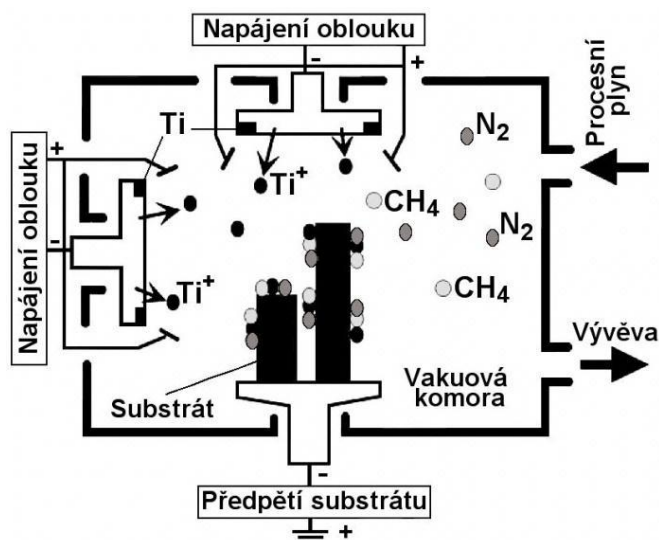 Napájení oblouku
-
+
Ti
N₂
Procesní
plyn
+
Napájení oblouku
-
Ti⁺
CH₄
N₂
Ti⁺
CH₄
Vývěva
Substrát
Vakuová
komora
-
Předpětí substrátu
+